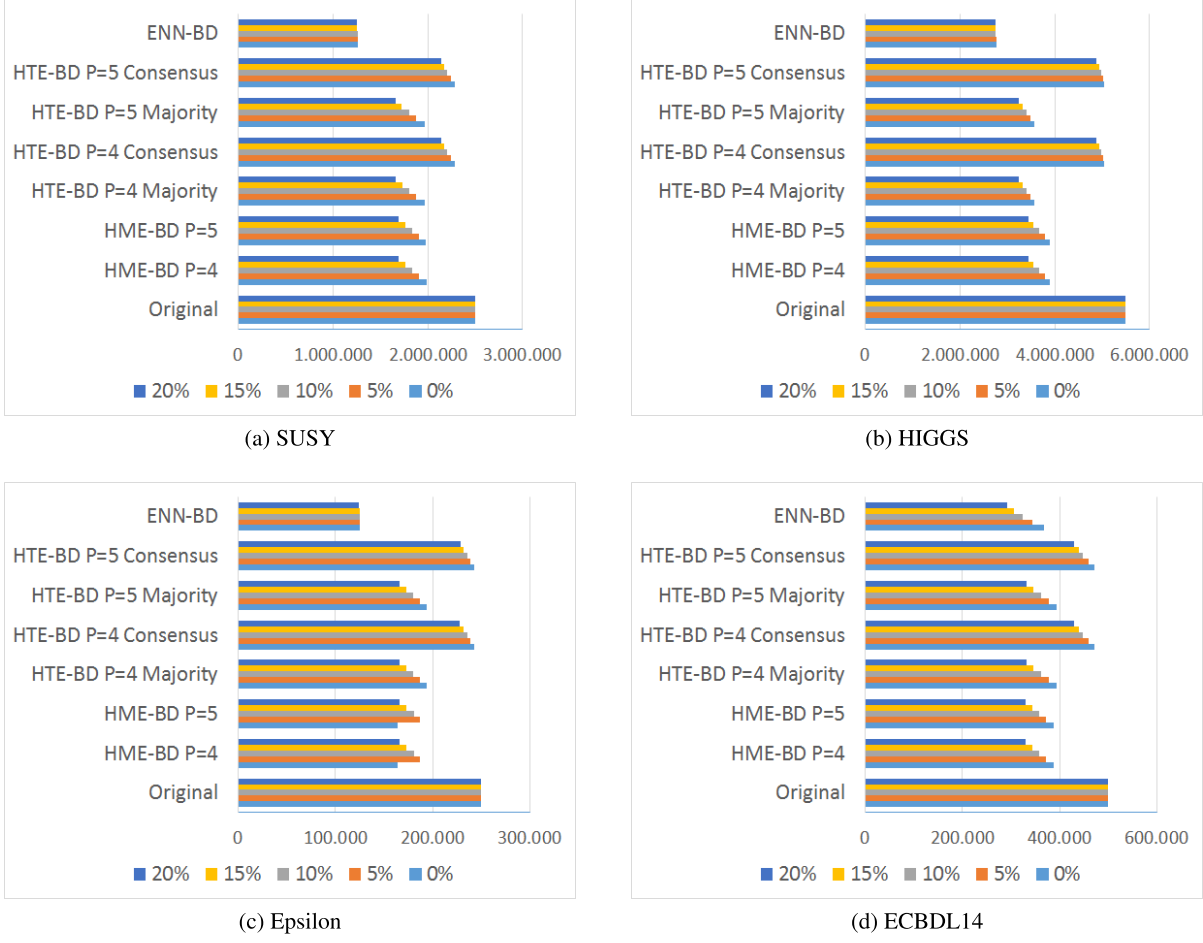 ENN-BD
HTE-BD P=5 Consensus
HTE-BD P=5 Majority
HTE-BD P=4 Consensus
HTE-BD P=4 Majority
HME-BD P=5
HME-BD P=4
Original
0 1.000.000 2.000.000 3.000.000
20% 15% 10% 5% 0%
(a) SUSY
ENN-BD
HTE-BD P=5 Consensus
HTE-BD P=5 Majority
HTE-BD P=4 Consensus
HTE-BD P=4 Majority
HME-BD P=5
HME-BD P=4
Original
0 2.000.000 4.000.000 6.000.000
20% 15% 10% 5% 0%
(b) HIGGS
ENN-BD
HTE-BD P=5 Consensus
HTE-BD P=5 Majority
HTE-BD P=4 Consensus
HTE-BD P=4 Majority
HME-BD P=5
HME-BD P=4
Original
0 100.000 200.000 300.000
20% 15% 10% 5% 0%
(c) Epsilon
ENN-BD
HTE-BD P=5 Consensus
HTE-BD P=5 Majority
HTE-BD P=4 Consensus
HTE-BD P=4 Majority
HME-BD P=5
HME-BD P=4
Original
0 200.000 400.000 600.000
20% 15% 10% 5% 0%
(d) ECBDL14